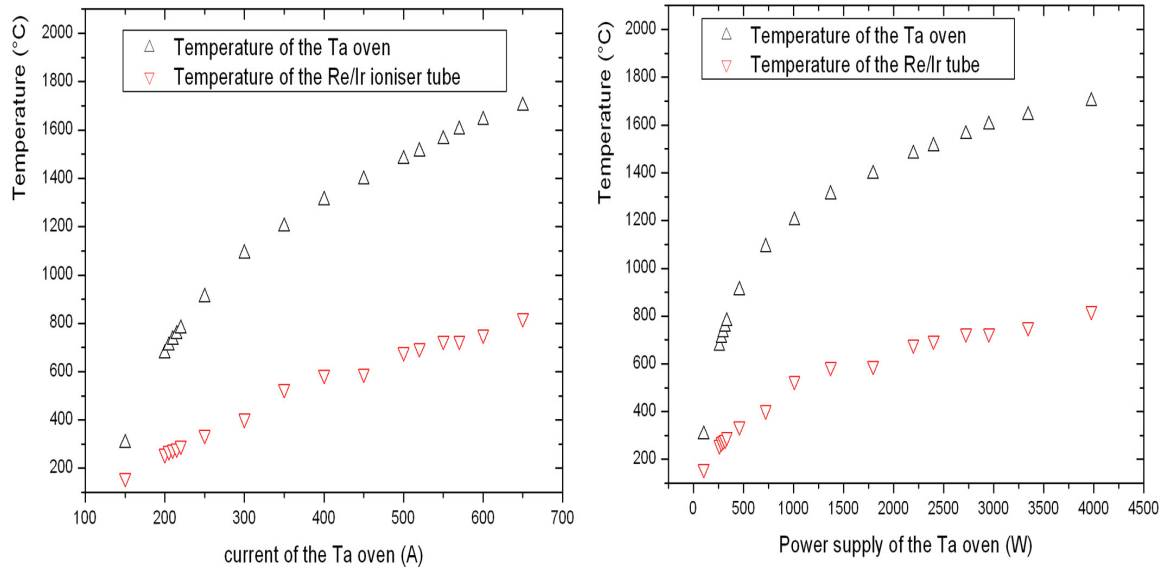 2000
1800
1600
1400
1200
1000
800
600
400
200
Temperature (°C)
Temperature of the Ta oven
Temperature of the Re/Ir ioniser tube
100 200 300 400 500 600 700
current of the Ta oven (A)
2000
1800
1600
1400
1200
1000
800
600
400
200
Temperature (°C)
Temperature of the Ta oven
Temperature of the Re/Ir tube
0 500 1000 1500 2000 2500 3000 3500 4000 4500
Power supply of the Ta oven (W)